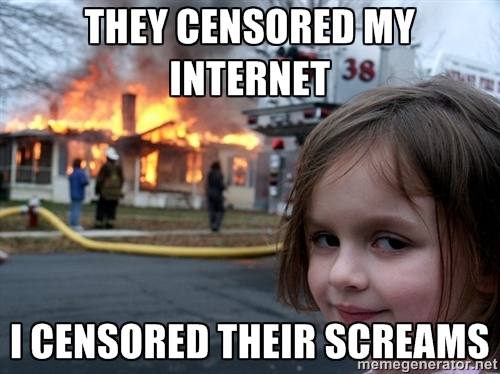 THEY CENSORED MY
INTERNET
38
I CENSORED THEIR SCREAMS
memegenerator.net